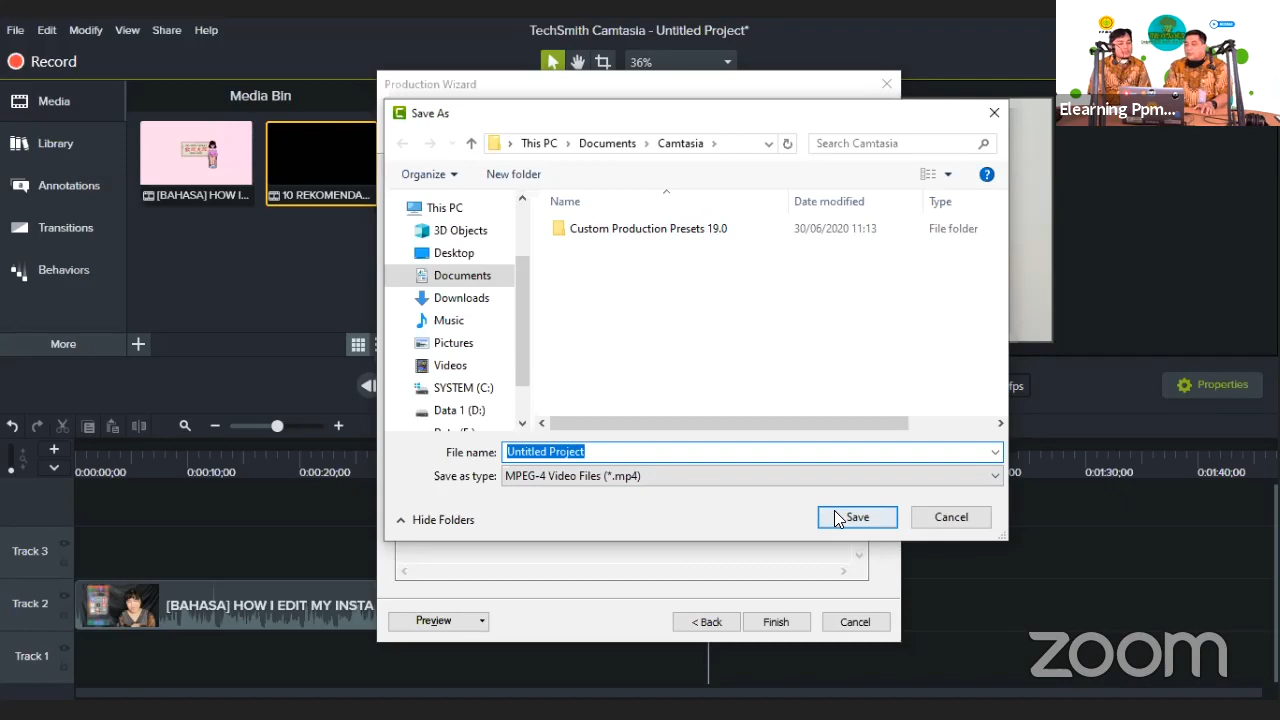 File Edit Modify View Share Help
TechSmith Camtasia - Untitled Project*
Record
36%
Media
Library
Annotations
Transitions
Behaviors
More
Media Bin
[BAHASA] HOW I...
10 REKOMENDA...
Production Wizard
Save As
This PC > Documents > Camtasia >
Search Camtasia
Organize
New folder
This PC
3D Objects
Desktop
Documents
Downloads
Music
Pictures
Videos
SYSTEM (C:)
Data 1 (D:)
Name Date modified Type
Custom Production Presets 19.0 30/06/2020 11:13 File folder
File name: Untitled Project
Save as type: MPEG-4 Video Files (*.mp4)
Hide Folders
Save
Cancel
Preview
< Back
Finish
Cancel
fps
Properties
0:00:00;00 0:00:10;00 0:00:20;00 00 0:01:30;00 0:01:40;00
Track 3
Track 2
[BAHASA] HOW I EDIT MY INSTA
Track 1
Elearning Ppm...
zoom